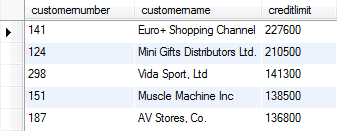 customernumber customername creditlimit
141 Euro+ Shopping Channel 227600
124 Mini Gifts Distributors Ltd. 210500
298 Vida Sport, Ltd 141300
151 Muscle Machine Inc 138500
187 AV Stores, Co. 136800